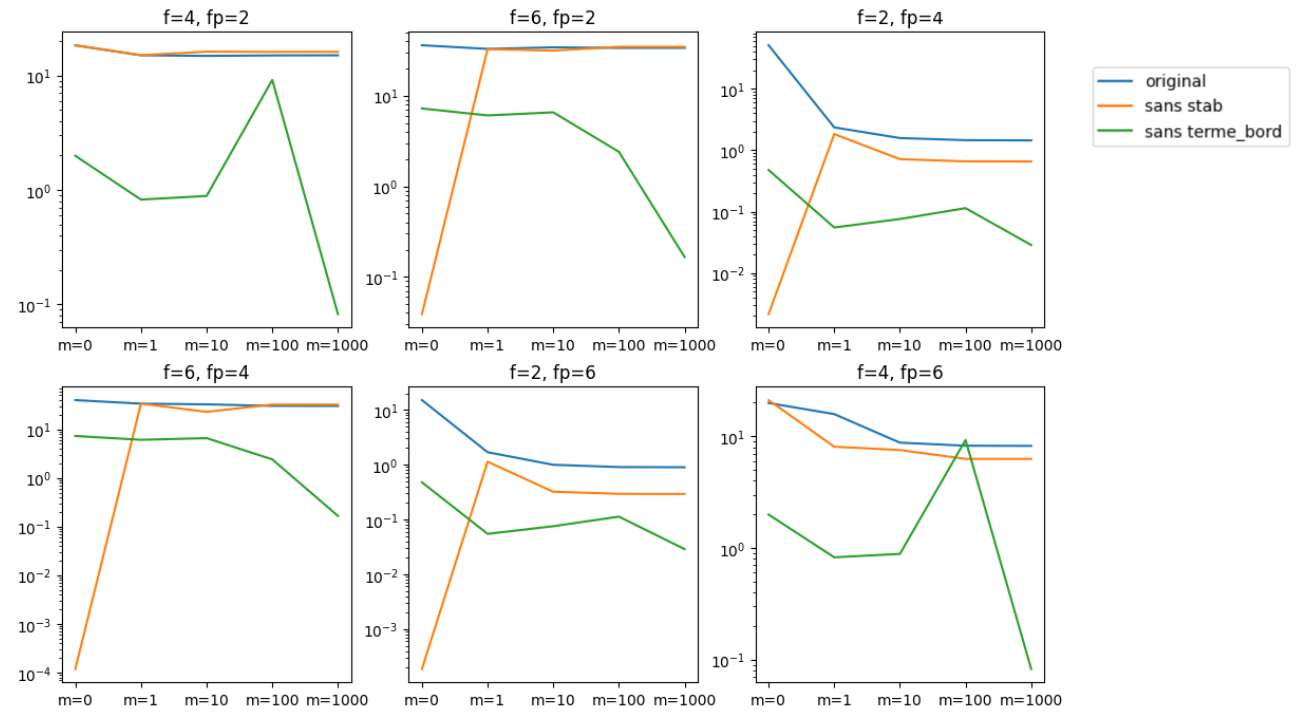 f=4, fp=2
10¹
10⁰
10⁻¹
m=0 m=1 m=10 m=100 m=1000
f=6, fp=2
10¹
10⁰
10⁻¹
m=0 m=1 m=10 m=100 m=1000
f=2, fp=4
10¹
10⁰
10⁻¹
10⁻²
m=0 m=1 m=10 m=100 m=1000
original
sans stab
sans terme_bord
f=6, fp=4
10¹
10⁰
10⁻¹
10⁻²
10⁻³
10⁻⁴
m=0 m=1 m=10 m=100 m=1000
f=2, fp=6
10¹
10⁰
10⁻¹
10⁻²
10⁻³
m=0 m=1 m=10 m=100 m=1000
f=4, fp=6
10¹
10⁰
10⁻¹
m=0 m=1 m=10 m=100 m=1000